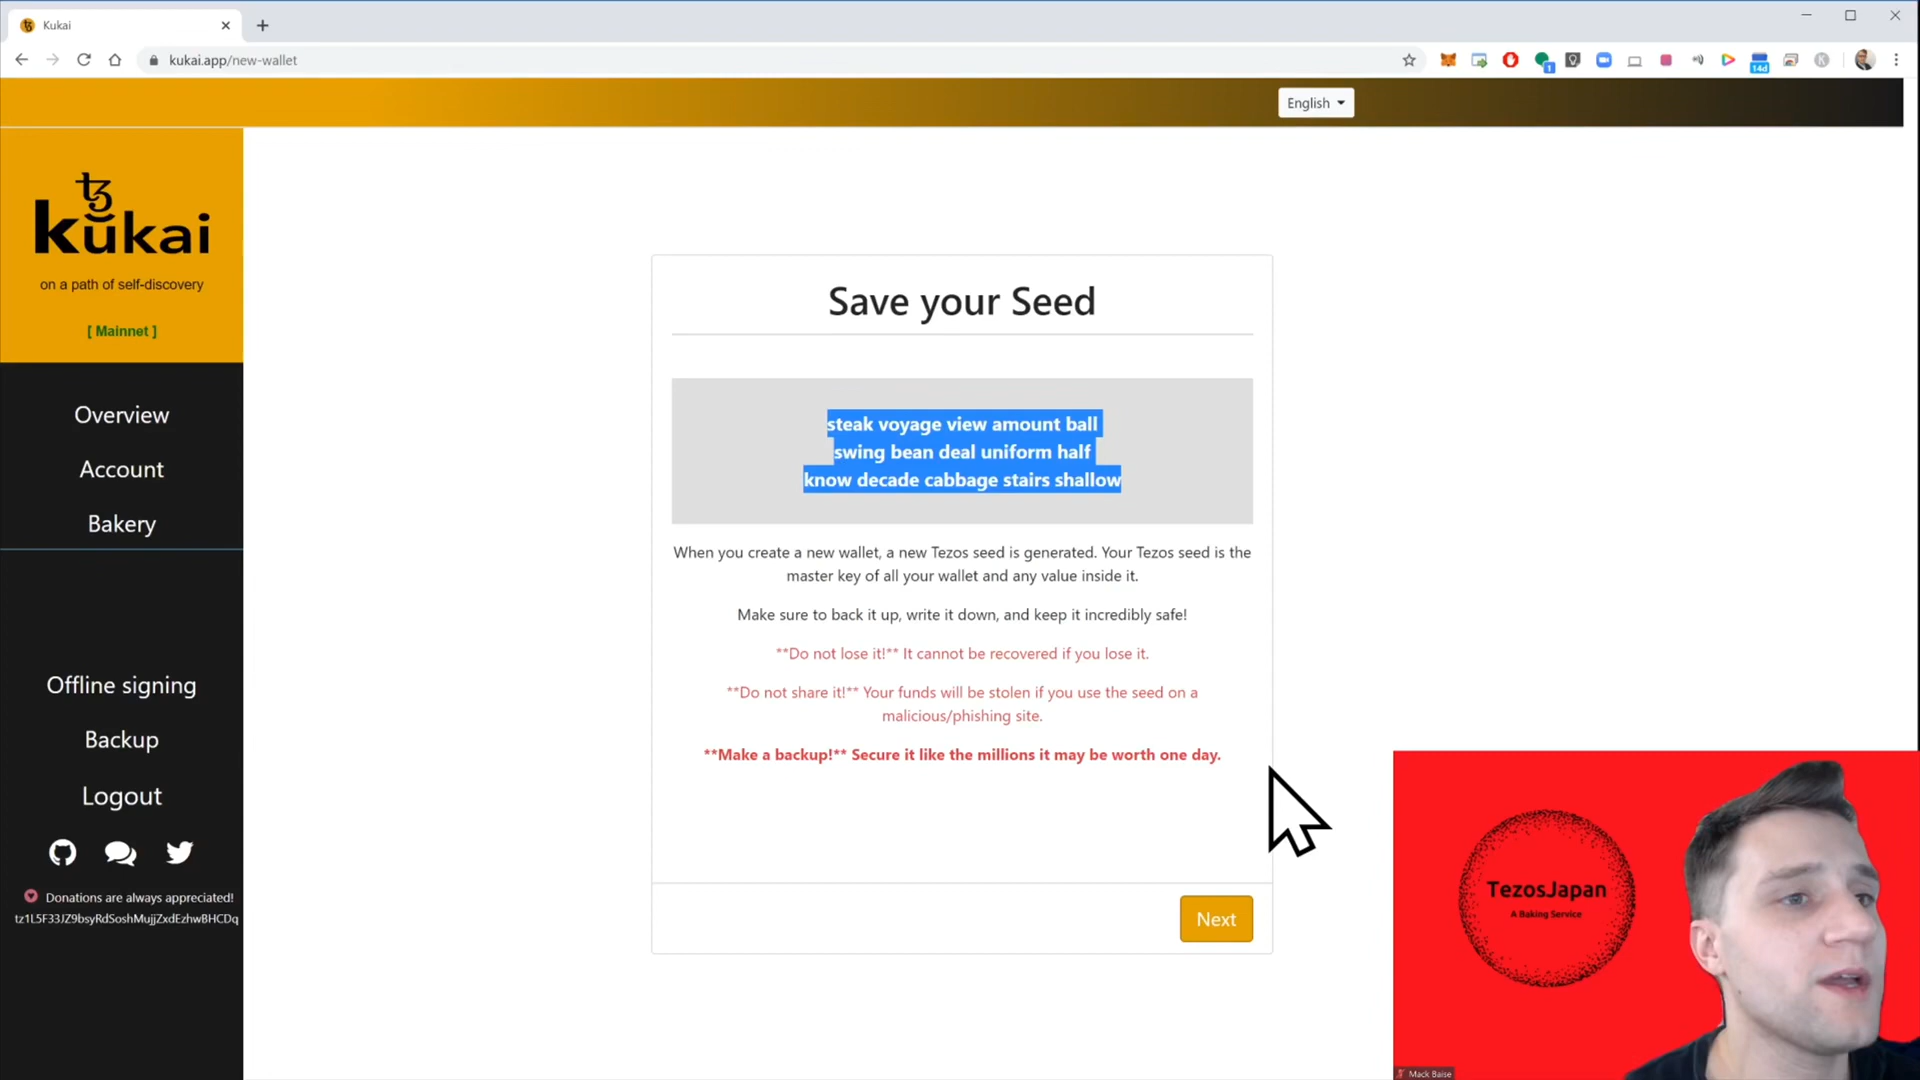 Kukai
kukai.app/new-wallet
1
14d
K
English
tz
kukai
on a path of self-discovery
[ Mainnet ]
Overview
Account
Bakery
Offline signing
Backup
Logout
Donations are always appreciated!
tz1L5F33JZ9bsyRdSoshMujjZxdEzhwBHCDq
Save your Seed
steak voyage view amount ball
swing bean deal uniform half
know decade cabbage stairs shallow
When you create a new wallet, a new Tezos seed is generated. Your Tezos seed is the
master key of all your wallet and any value inside it.
Make sure to back it up, write it down, and keep it incredibly safe!
**Do not lose it!** It cannot be recovered if you lose it.
**Do not share it!** Your funds will be stolen if you use the seed on a
malicious/phishing site.
**Make a backup!** Secure it like the millions it may be worth one day.
Next
TezosJapan
A Baking Service
Mack Baise